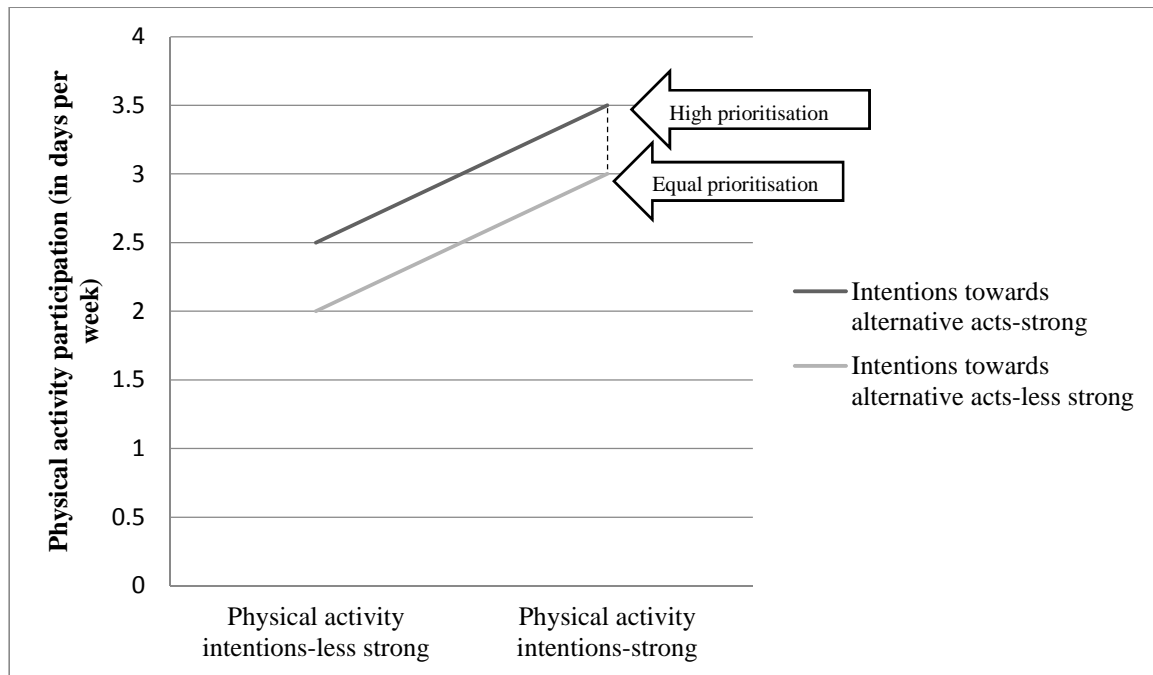 Physical activity participation (in days per
week)
4
3.5
3
2.5
2
1.5
1
0.5
0
High prioritisation
Equal prioritisation
Intentions towards
alternative acts-strong
Intentions towards
alternative acts-less strong
Physical activity
intentions-less strong
Physical activity
intentions-strong